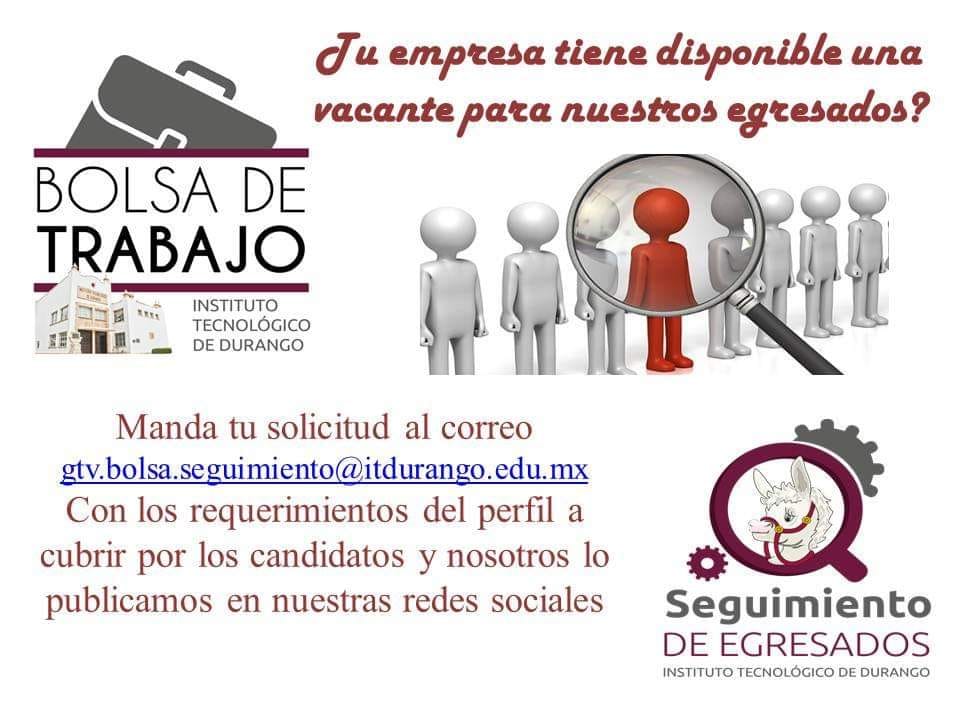 Tu empresa tiene disponible una
vacante para nuestros egresados?
BOLSA DE
TRABAJO
INSTITUTO
TECNOLÓGICO
DE DURANGO
Manda tu solicitud al correo
gtv.bolsa.seguimiento@itdurango.edu.mx
Con los requerimientos del perfil a
cubrir por los candidatos y nosotros lo
publicamos en nuestras redes sociales
Seguimiento
DE EGRESADOS
INSTITUTO TECNOLÓGICO DE DURANGO